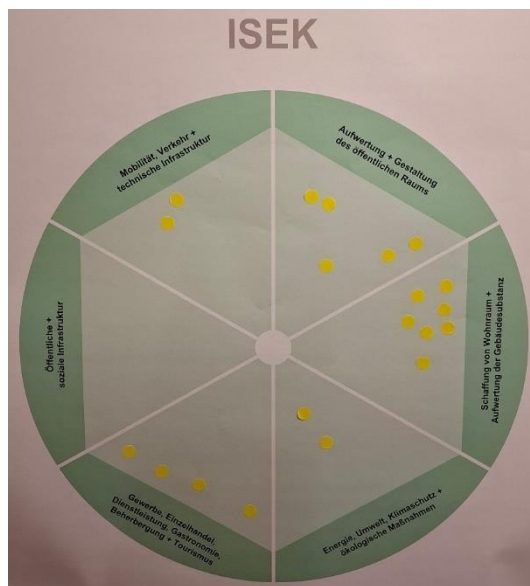 ISEK
Mobilität, Verkehr +
technische Infrastruktur
Aufwertung + Gestaltung
des öffentlichen Raums
Öffentliche +
soziale Infrastruktur
Schaffung von Wohnraum +
Aufwertung der Gebäudesubstanz
Gewerbe, Einzelhandel,
Dienstleistung, Gastronomie,
Beherbergung + Tourismus
Energie, Umwelt, Klimaschutz +
ökologische Maßnahmen